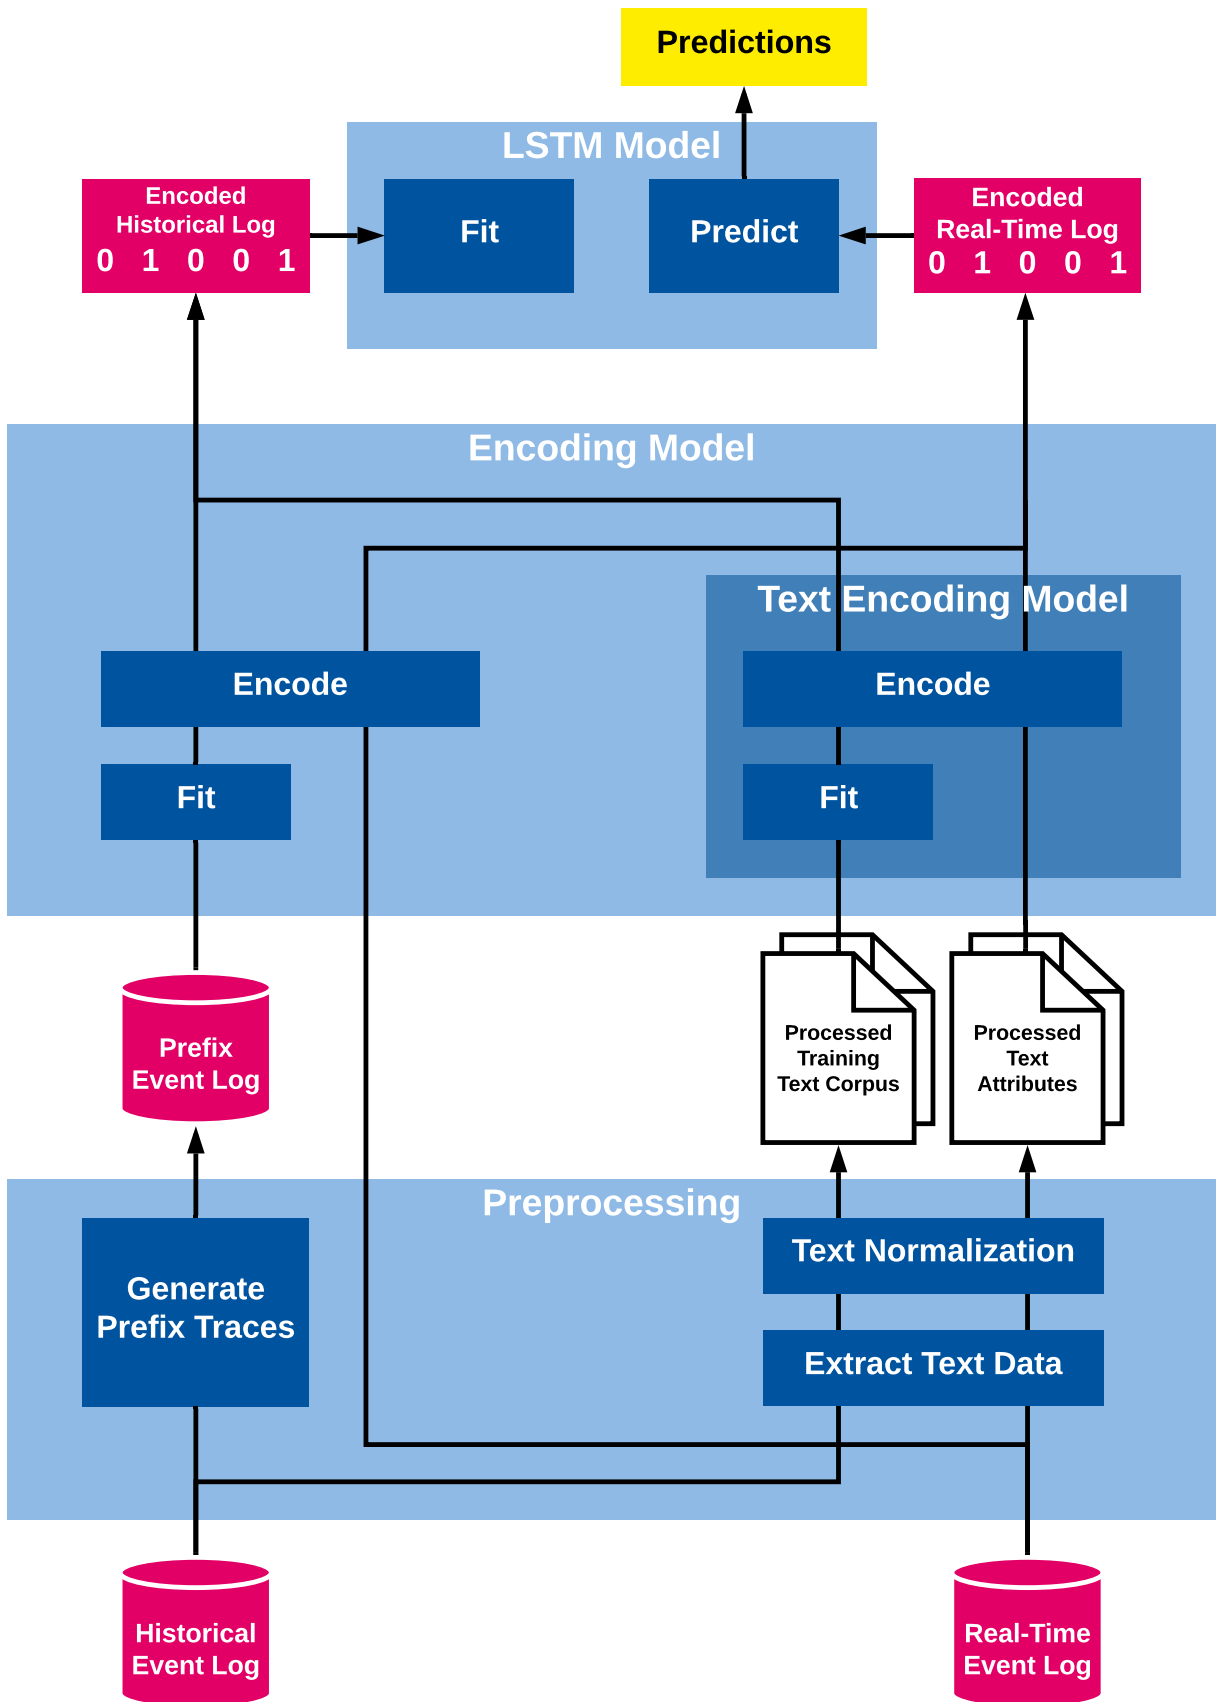 Predictions
LSTM Model
Encoded
Historical Log
0 1 0 0 1
Fit
Predict
Encoded
Real-Time Log
0 1 0 0 1
Encoding Model
Text Encoding Model
Encode
Encode
Fit
Fit
Prefix
Event Log
Processed
Training
Text Corpus
Processed
Text
Attributes
Preprocessing
Generate
Prefix Traces
Text Normalization
Extract Text Data
Historical
Event Log
Real-Time
Event Log